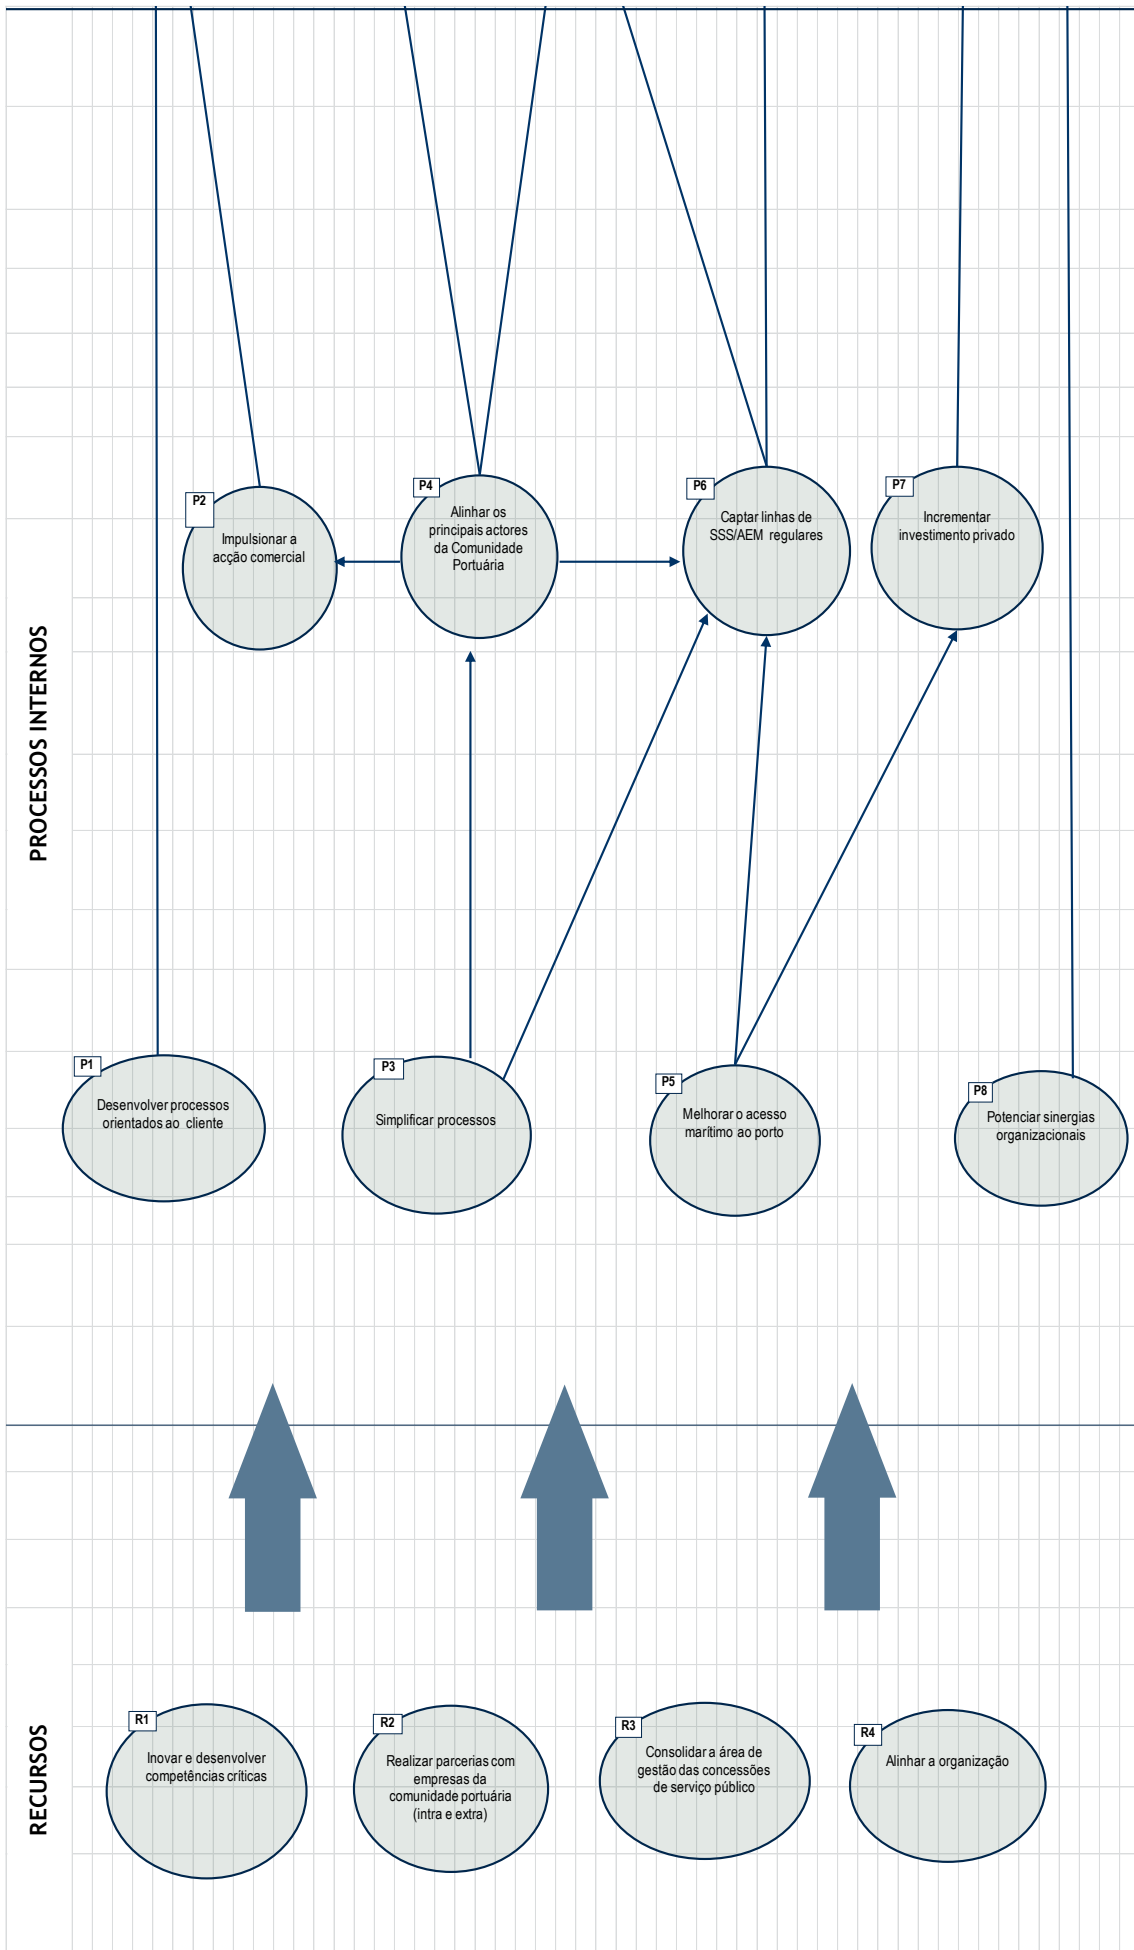 PROCESSOS INTERNOS
P2
Impulsionar a
acção comercial
P4
Alinhar os
principais actores
da Comunidade
Portuária
P6
Captar linhas de
SSS/AEM regulares
P7
Incrementar
investimento privado
P1
Desenvolver processos
orientados ao cliente
P3
Simplificar processos
P5
Melhorar o acesso
marítimo ao porto
P8
Potenciar sinergias
organizacionais
RECURSOS
R1
Inovar e desenvolver
competências críticas
R2
Realizar parcerias com
empresas da
comunidade portuária
(intra e extra)
R3
Consolidar a área de
gestão das concessões
de serviço público
R4
Alinhar a organização